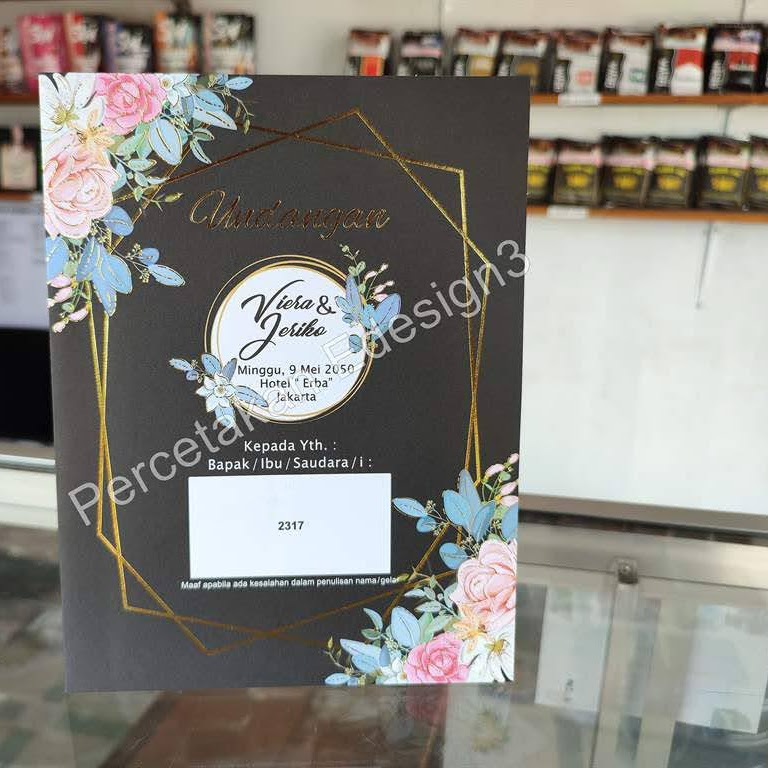 Undangan
Viera &
Jeriko
Minggu, 9 Mei 2050
Hotel " Erba"
Jakarta
Kepada Yth. :
Bapak/Ibu/Saudara/i :
2317
Maaf apabila ada kesalahan dalam penulisan nama/gelar
Percetakan Edesign3